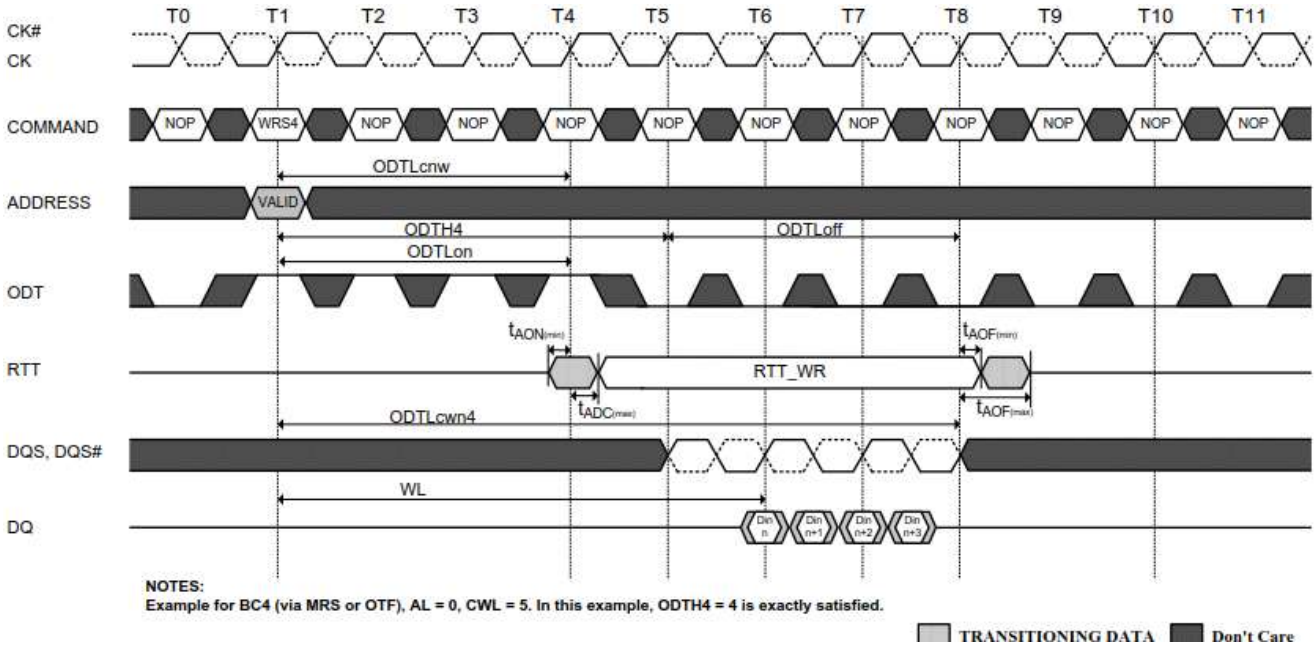 T0 T1 T2 T3 T4 T5 T6 T7 T8 T9 T10 T11
CK#
CK
COMMAND NOP WRS4 NOP NOP NOP NOP NOP NOP NOP NOP NOP NOP
ODTLcnw
ADDRESS VALID
ODTH4 ODTLoff
ODTLon
ODT
tAON(min) tAOF(min)
RTT RTT_WR
tADC(max) tAOF(max)
ODTLcwn4
DQS, DQS#
WL
DQ Din n Din n+1 Din n+2 Din n+3
NOTES:
Example for BC4 (via MRS or OTF), AL = 0, CWL = 5. In this example, ODTH4 = 4 is exactly satisfied.
TRANSITIONING DATA Don't Care